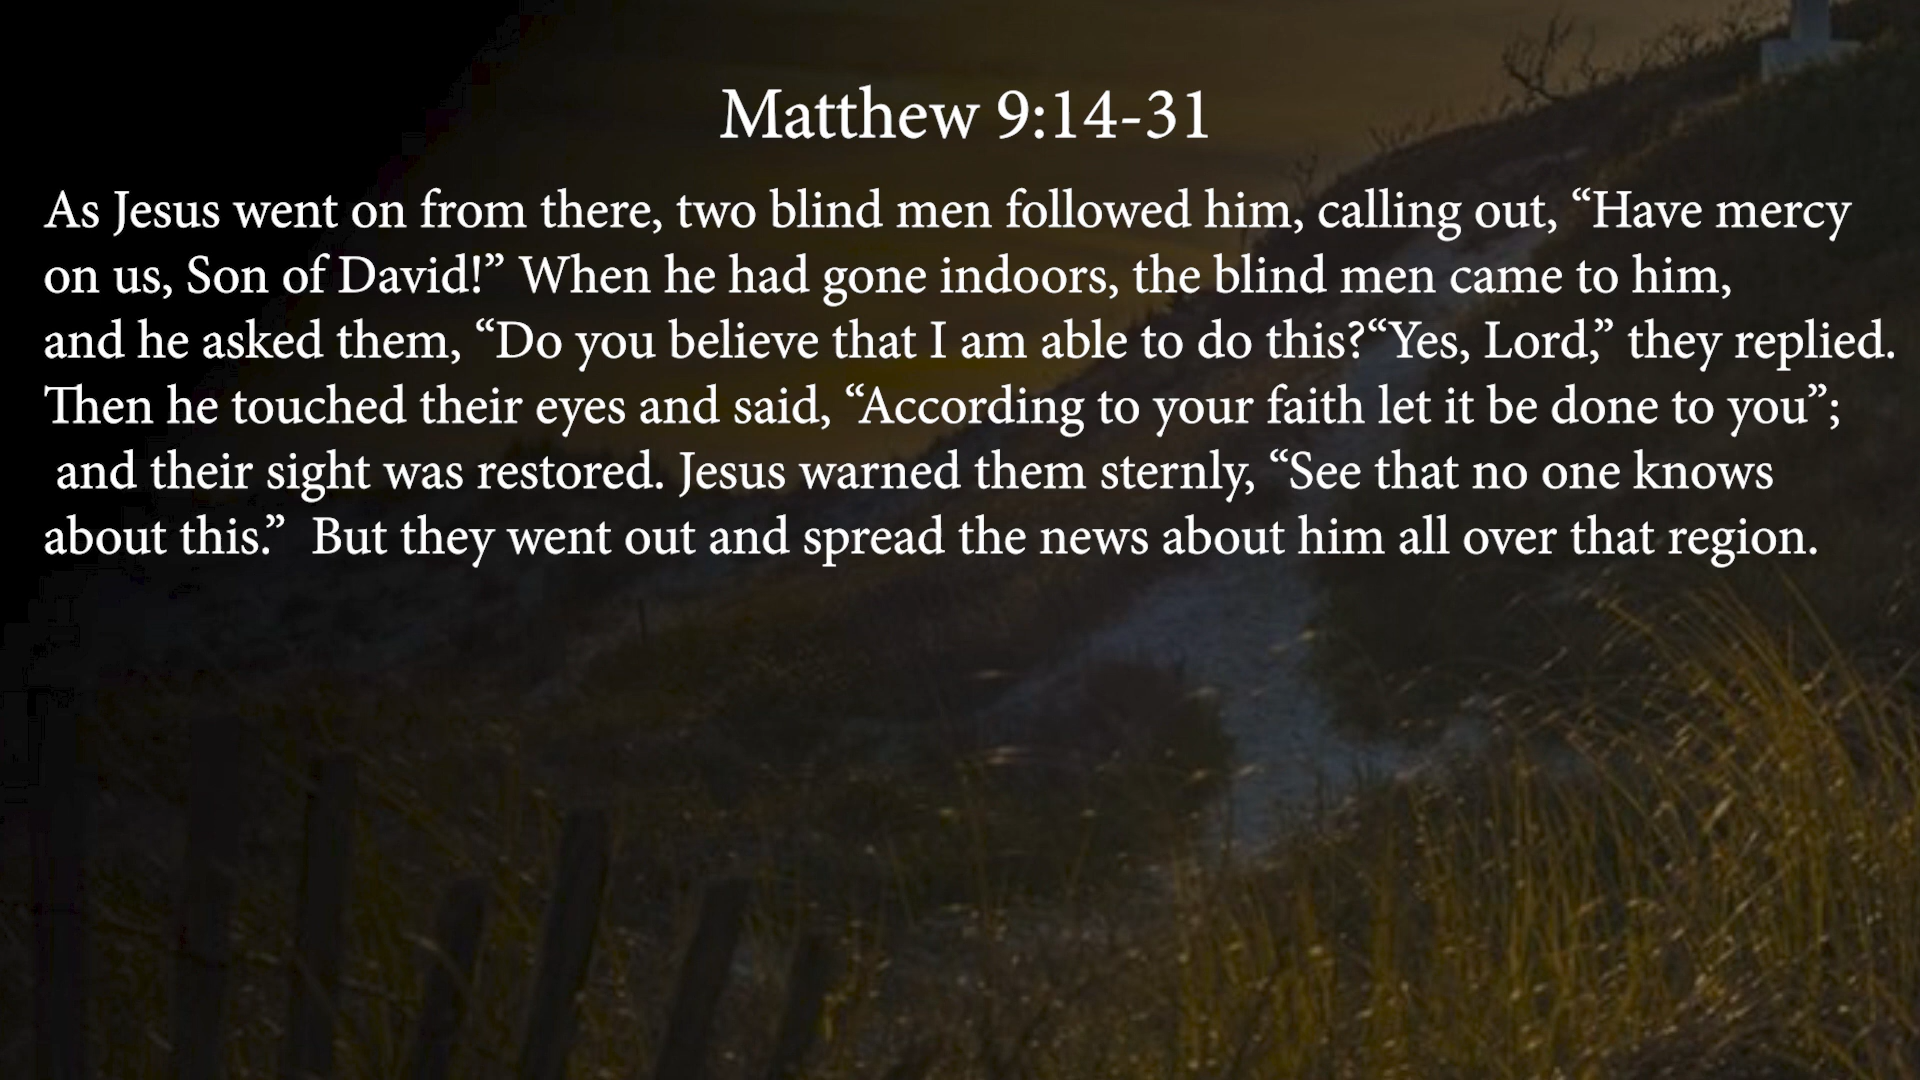 Matthew 9:14-31
As Jesus went on from there, two blind men followed him, calling out, “Have mercy
on us, Son of David!” When he had gone indoors, the blind men came to him,
and he asked them, “Do you believe that I am able to do this?“Yes, Lord,” they replied.
Then he touched their eyes and said, “According to your faith let it be done to you”;
and their sight was restored. Jesus warned them sternly, “See that no one knows
about this.”  But they went out and spread the news about him all over that region.